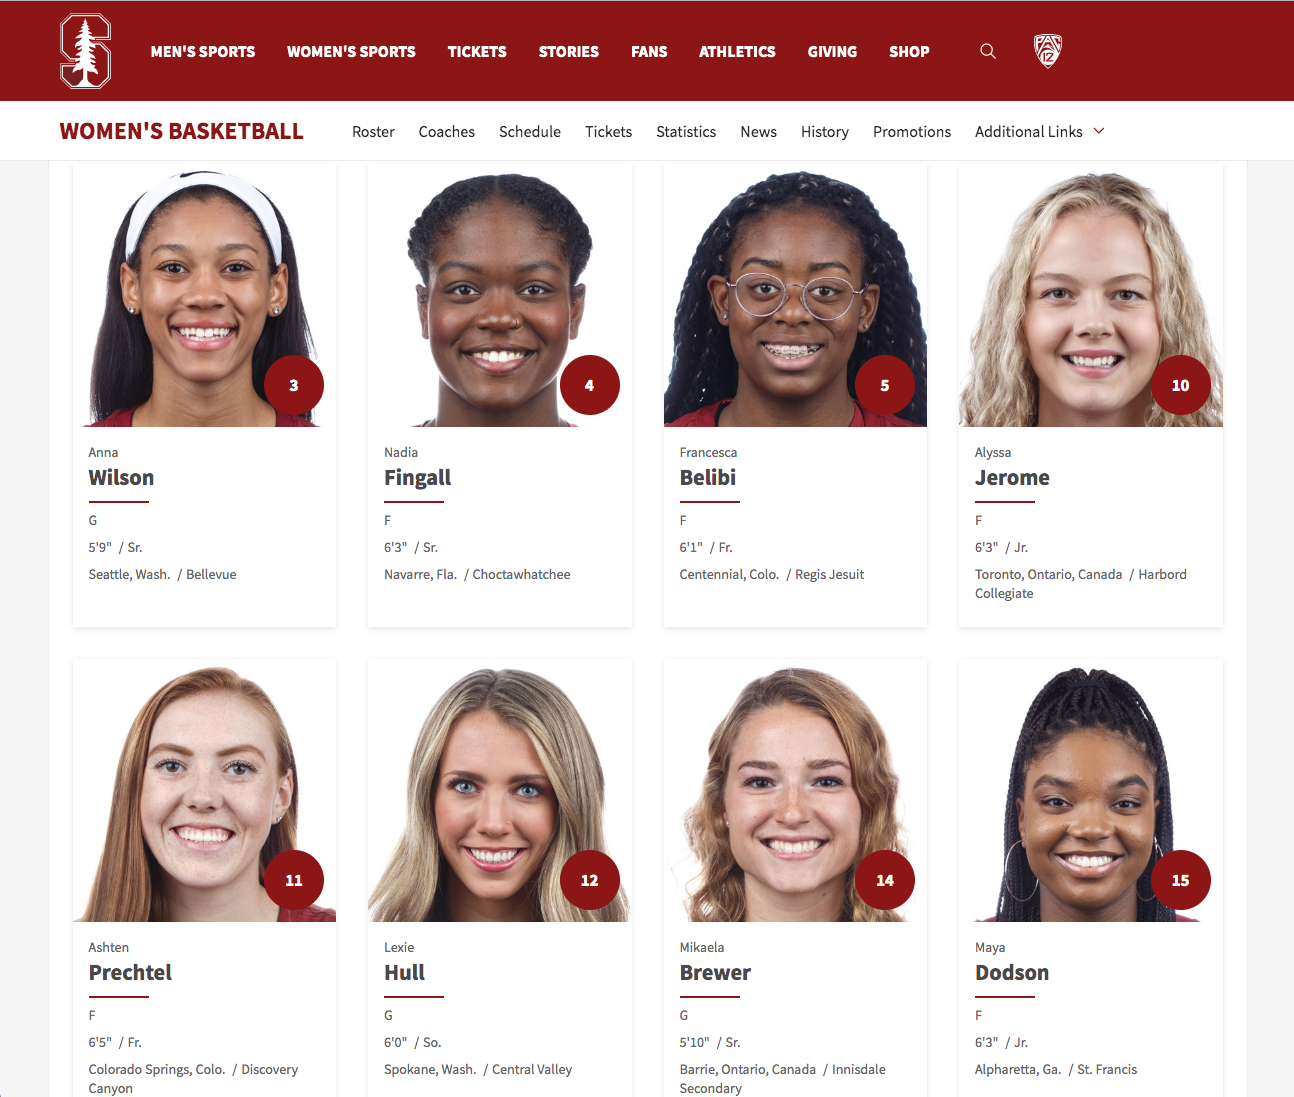 MEN'S SPORTS WOMEN'S SPORTS TICKETS STORIES FANS ATHLETICS GIVING SHOP
PAC
12
WOMEN'S BASKETBALL Roster Coaches Schedule Tickets Statistics News History Promotions Additional Links
3
4
5
10
Anna
Wilson
G
5'9" / Sr.
Seattle, Wash. / Bellevue
Nadia
Fingall
F
6'3" / Sr.
Navarre, Fla. / Choctawhatchee
Francesca
Belibi
F
6'1" / Fr.
Centennial, Colo. / Regis Jesuit
Alyssa
Jerome
F
6'3" / Jr.
Toronto, Ontario, Canada / Harbord
Collegiate
11
12
14
15
Ashten
Prechtel
F
6'5" / Fr.
Colorado Springs, Colo. / Discovery
Canyon
Lexie
Hull
G
6'0" / So.
Spokane, Wash. / Central Valley
Mikaela
Brewer
G
5'10" / Sr.
Barrie, Ontario, Canada / Innisdale
Secondary
Maya
Dodson
F
6'3" / Jr.
Alpharetta, Ga. / St. Francis